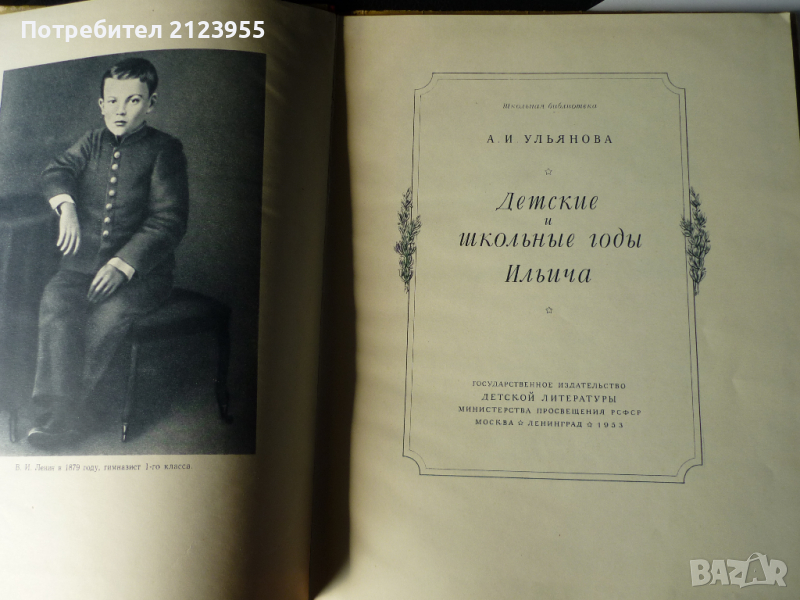 Потребител 2123955
В. И. Ленин в 1879 году, гимназист 1-го класса.
Школьная библиотека
А. И. УЛЬЯНОВА
Детские
и
школьные годы
Ильича
ГОСУДАРСТВЕННОЕ ИЗДАТЕЛЬСТВО
ДЕТСКОЙ ЛИТЕРАТУРЫ
МИНИСТЕРСТВА ПРОСВЕЩЕНИЯ РСФСР
МОСКВА ☆ ЛЕНИНГРАД ☆ 1953
BAZAR